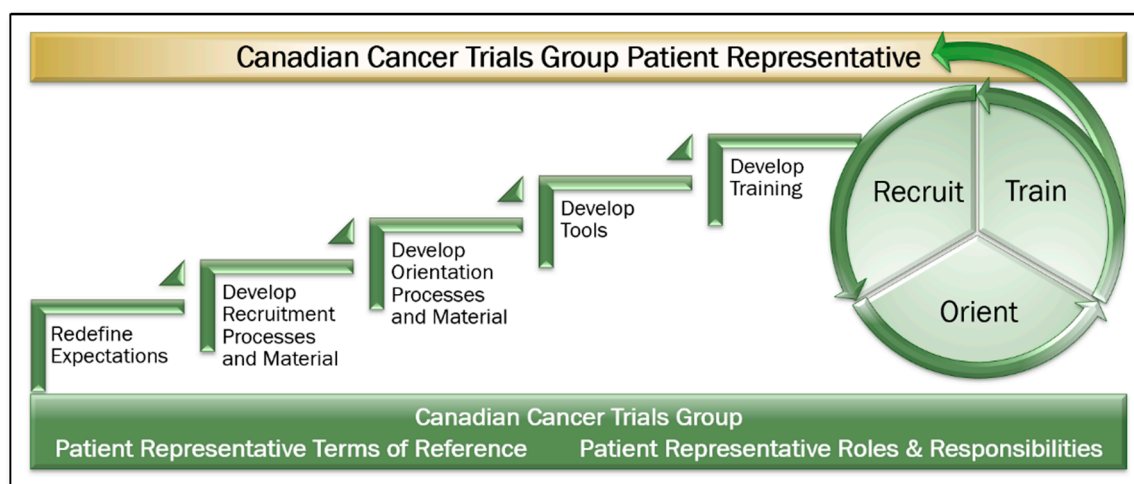 Canadian Cancer Trials Group Patient Representative
Redefine
Expectations
Develop
Recruitment
Processes
and Material
Develop
Orientation
Processes
and Material
Develop
Tools
Develop
Training
Recruit
Train
Orient
Canadian Cancer Trials Group
Patient Representative Terms of Reference
Patient Representative Roles & Responsibilities